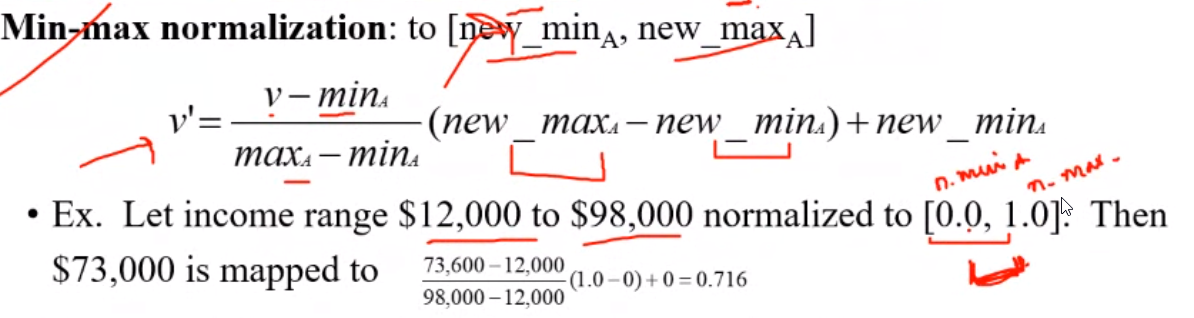 Min-max normalization: to [new_minA, new_maxA]
v' = (v – minA) / (maxA – minA) (new_maxA – new_minA) + new_minA
n. min A n- max -
• Ex. Let income range $12,000 to $98,000 normalized to [0.0, 1.0]. Then
$73,000 is mapped to (73,600 – 12,000) / (98,000 – 12,000) (1.0 – 0) + 0 = 0.716